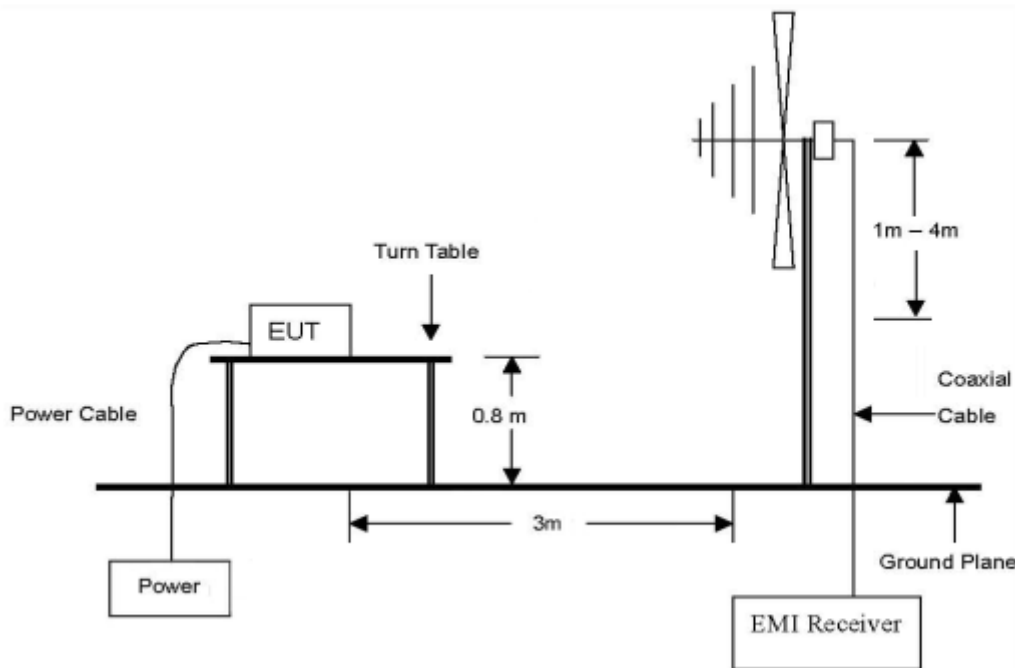 1m – 4m
Turn Table
EUT
Coaxial
Cable
Power Cable
0.8 m
3m
Ground Plane
Power
EMI Receiver